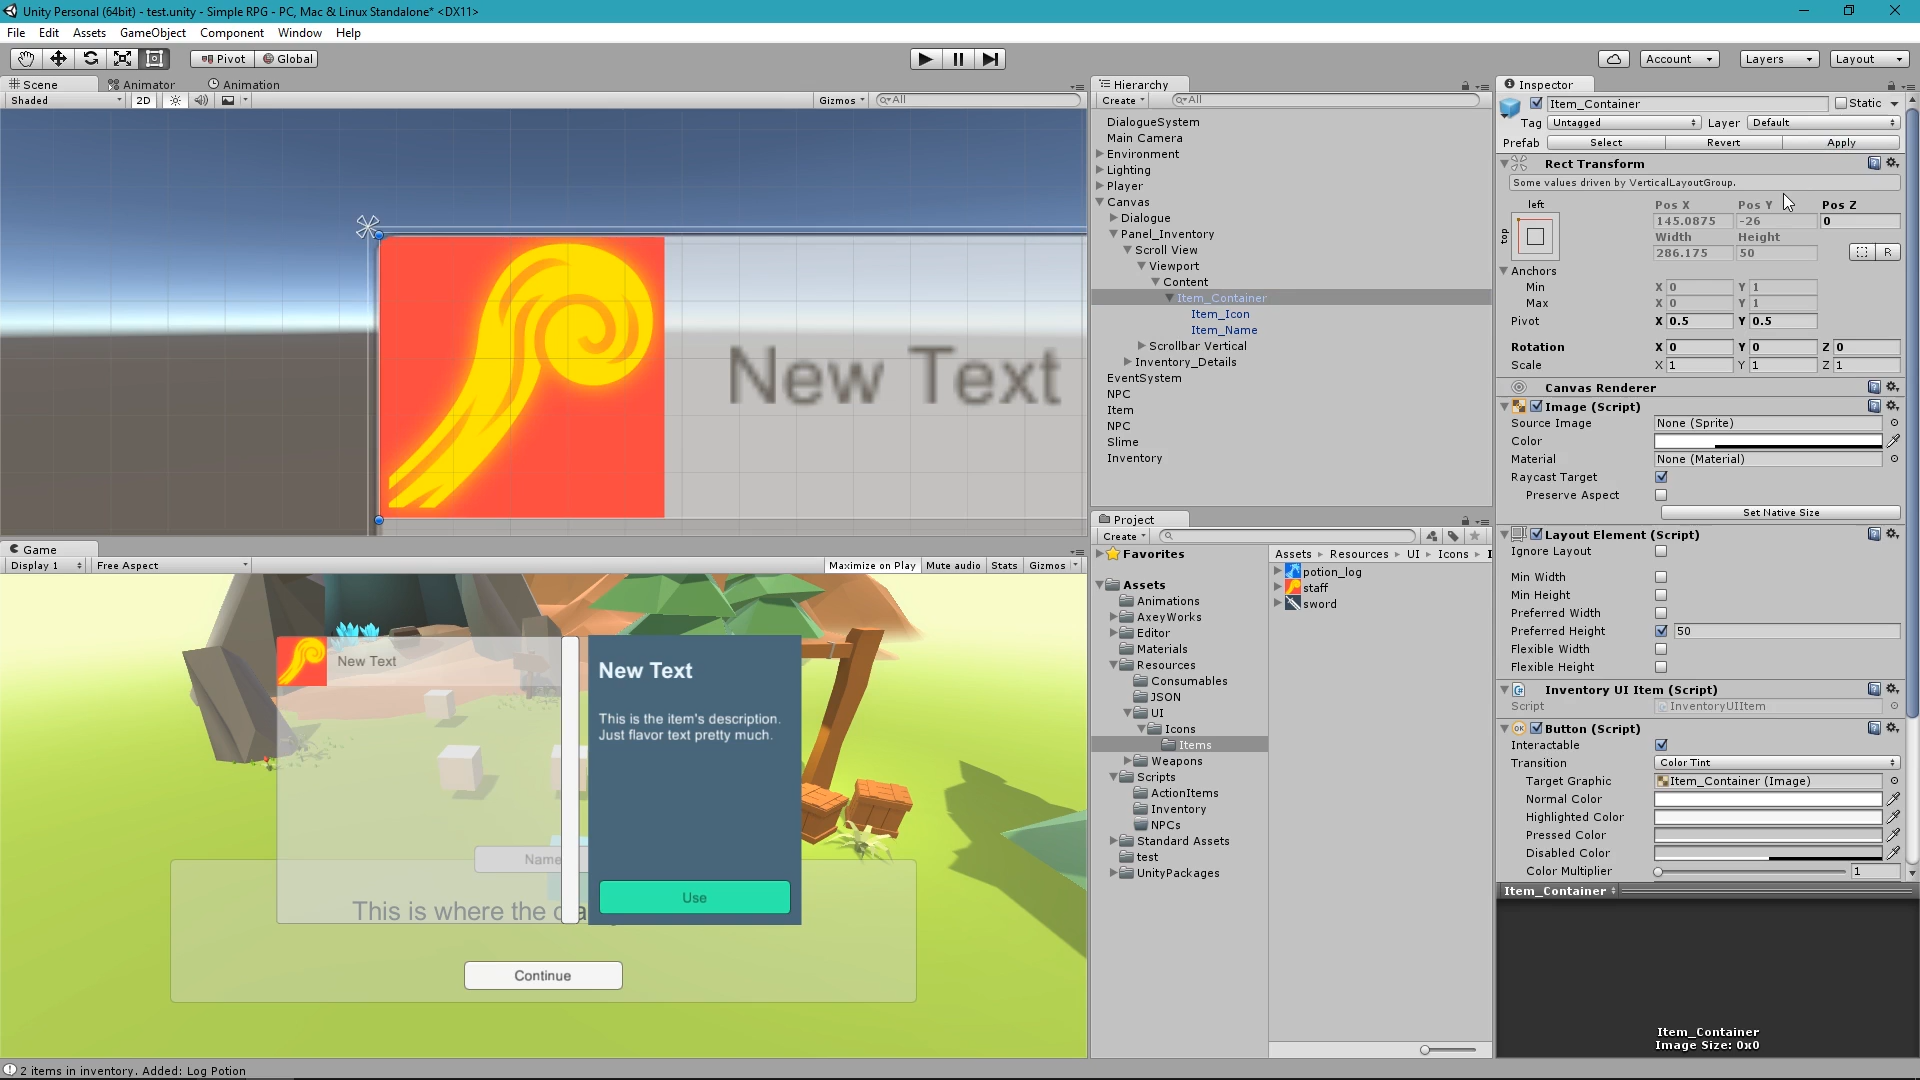 Unity Personal (64bit) - test.unity - Simple RPG - PC, Mac & Linux Standalone* <DX11>
File Edit Assets GameObject Component Window Help
Pivot Global Account Layers Layout
Scene Animator Animation
Shaded 2D Gizmos All
New Text
Game
Display 1 Free Aspect Maximize on Play Mute audio Stats Gizmos
New Text
New Text
This is the item's description.
Just flavor text pretty much.
Name
Use
This is where the
Continue
2 items in inventory. Added: Log Potion
Hierarchy
Create All
DialogueSystem
Main Camera
Environment
Lighting
Player
Canvas
Dialogue
Panel_Inventory
Scroll View
Viewport
Content
Item_Container
Item_Icon
Item_Name
Scrollbar Vertical
Inventory_Details
EventSystem
NPC
Item
NPC
Slime
Inventory
Project
Create
Favorites
Assets
Animations
AxeyWorks
Editor
Materials
Resources
Consumables
JSON
UI
Icons
Items
Weapons
Scripts
ActionItems
Inventory
NPCs
Standard Assets
test
UnityPackages
Assets Resources UI Icons
potion_log
staff
sword
Inspector
Item_Container Static
Tag Untagged Layer Default
Prefab Select Revert Apply
Rect Transform
Some values driven by VerticalLayoutGroup.
left
top
Pos X Pos Y Pos Z
145.0875 -26 0
Width Height
286.175 50
R
Anchors
Min X 0 Y 1
Max X 0 Y 1
Pivot X 0.5 Y 0.5
Rotation X 0 Y 0 Z 0
Scale X 1 Y 1 Z 1
Canvas Renderer
Image (Script)
Source Image None (Sprite)
Color
Material None (Material)
Raycast Target
Preserve Aspect
Set Native Size
Layout Element (Script)
Ignore Layout
Min Width
Min Height
Preferred Width
Preferred Height 50
Flexible Width
Flexible Height
Inventory UI Item (Script)
Script InventoryUIItem
OK Button (Script)
Interactable
Transition Color Tint
Target Graphic Item_Container (Image)
Normal Color
Highlighted Color
Pressed Color
Disabled Color
Color Multiplier 1
Item_Container
Item_Container
Image Size: 0x0